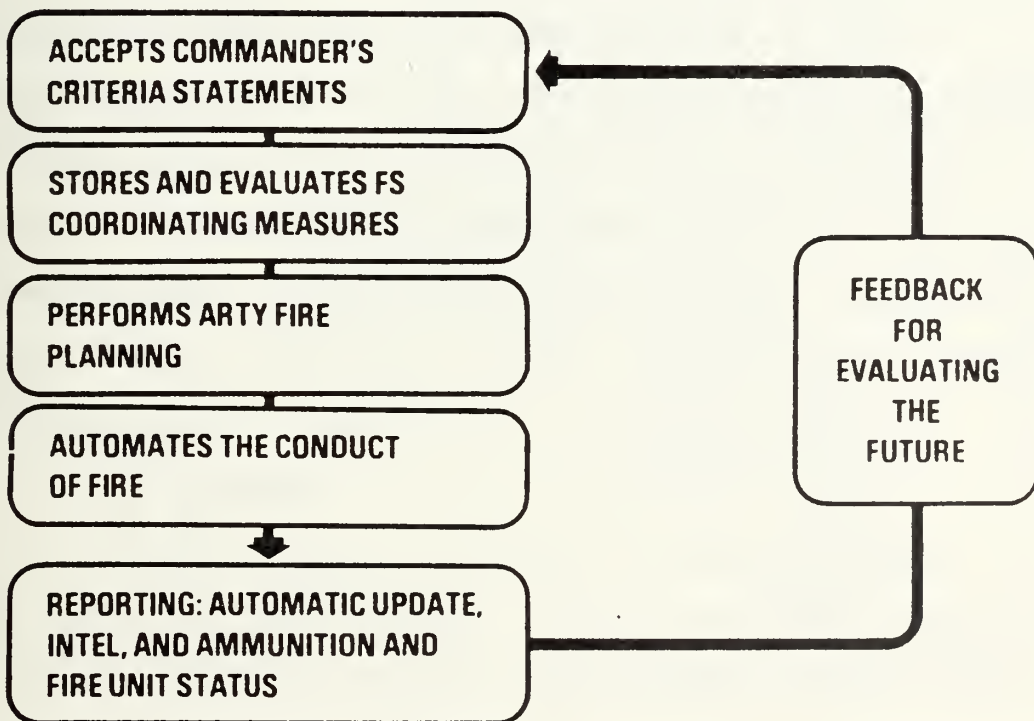 ACCEPTS COMMANDER'S
CRITERIA STATEMENTS
STORES AND EVALUATES FS
COORDINATING MEASURES
PERFORMS ARTY FIRE
PLANNING
AUTOMATES THE CONDUCT
OF FIRE
REPORTING: AUTOMATIC UPDATE,
INTEL, AND AMMUNITION AND
FIRE UNIT STATUS
FEEDBACK
FOR
EVALUATING
THE
FUTURE